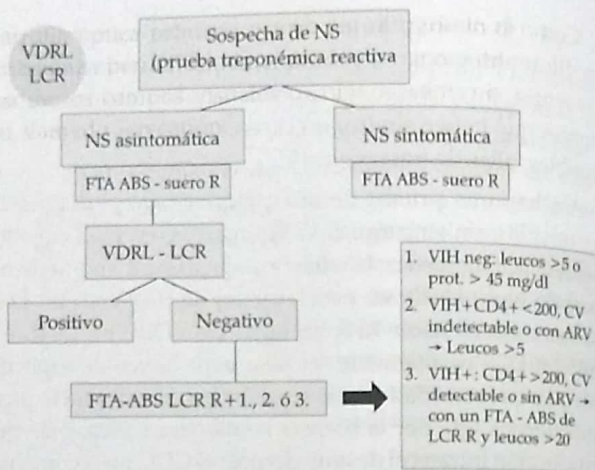 VDRL
LCR
Sospecha de NS
(prueba treponémica reactiva
NS asintomática
NS sintomática
FTA ABS - suero R
FTA ABS - suero R
VDRL - LCR
Positivo
Negativo
FTA-ABS LCR R+1., 2. ó 3.
1. VIH neg: leucos >5 o
prot. > 45 mg/dl
2. VIH+CD4+<200, CV
indetectable o con ARV
→ Leucos >5
3. VIH+: CD4+>200, CV
detectable o sin ARV →
con un FTA - ABS de
LCR R y leucos >20